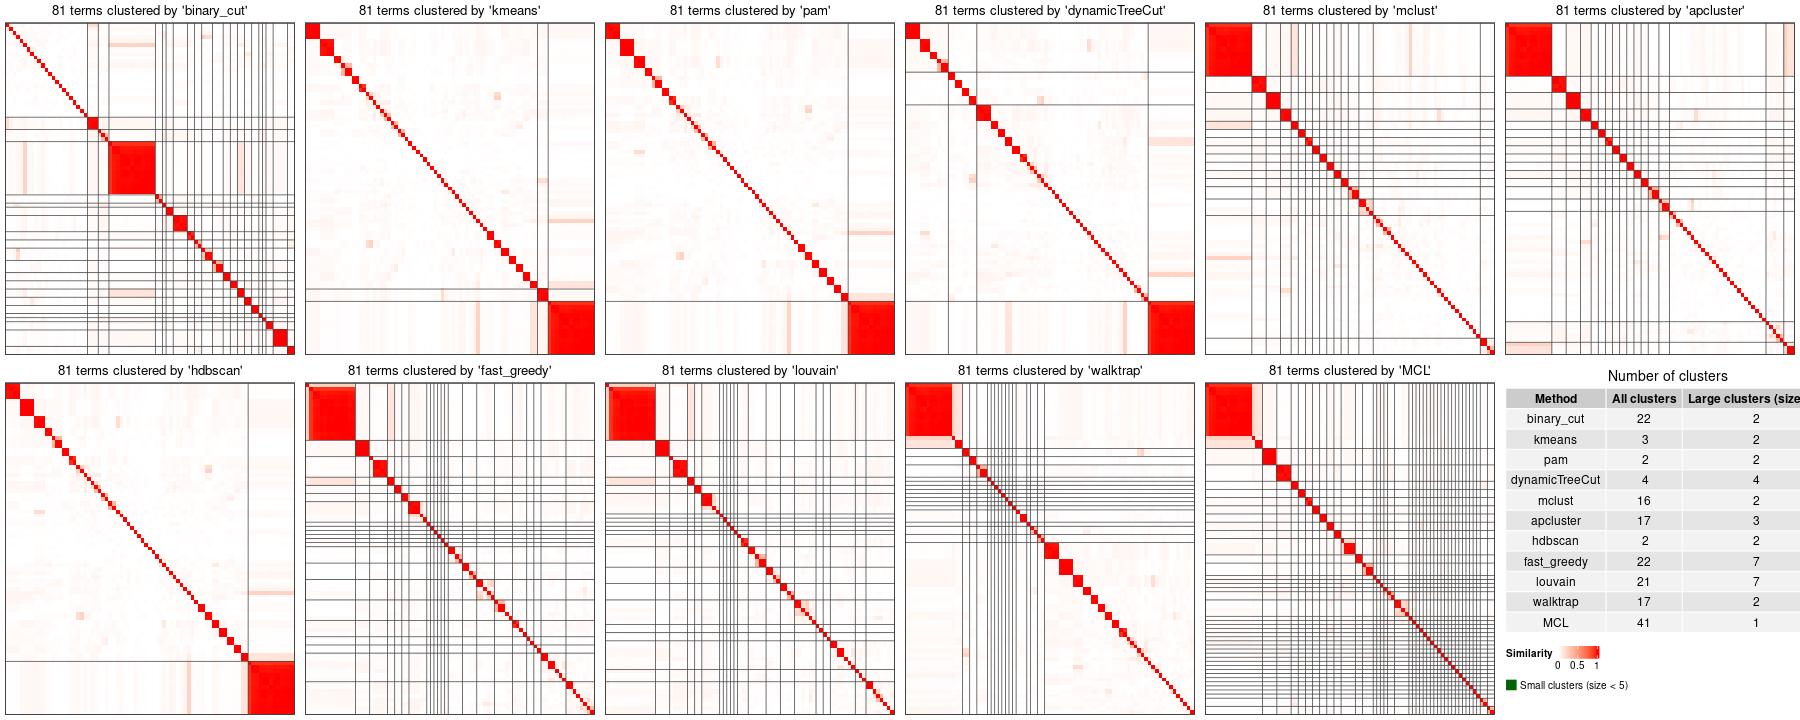 81 terms clustered by 'binary_cut'
81 terms clustered by 'kmeans'
81 terms clustered by 'pam'
81 terms clustered by 'dynamicTreeCut'
81 terms clustered by 'mclust'
81 terms clustered by 'apcluster'
81 terms clustered by 'hdbscan'
81 terms clustered by 'fast_greedy'
81 terms clustered by 'louvain'
81 terms clustered by 'walktrap'
81 terms clustered by 'MCL'
Number of clusters
Method All clusters Large clusters (size
binary_cut 22 2
kmeans 3 2
pam 2 2
dynamicTreeCut 4 4
mclust 16 2
apcluster 17 3
hdbscan 2 2
fast_greedy 22 7
louvain 21 7
walktrap 17 2
MCL 41 1
Similarity
0 0.5 1
Small clusters (size < 5)